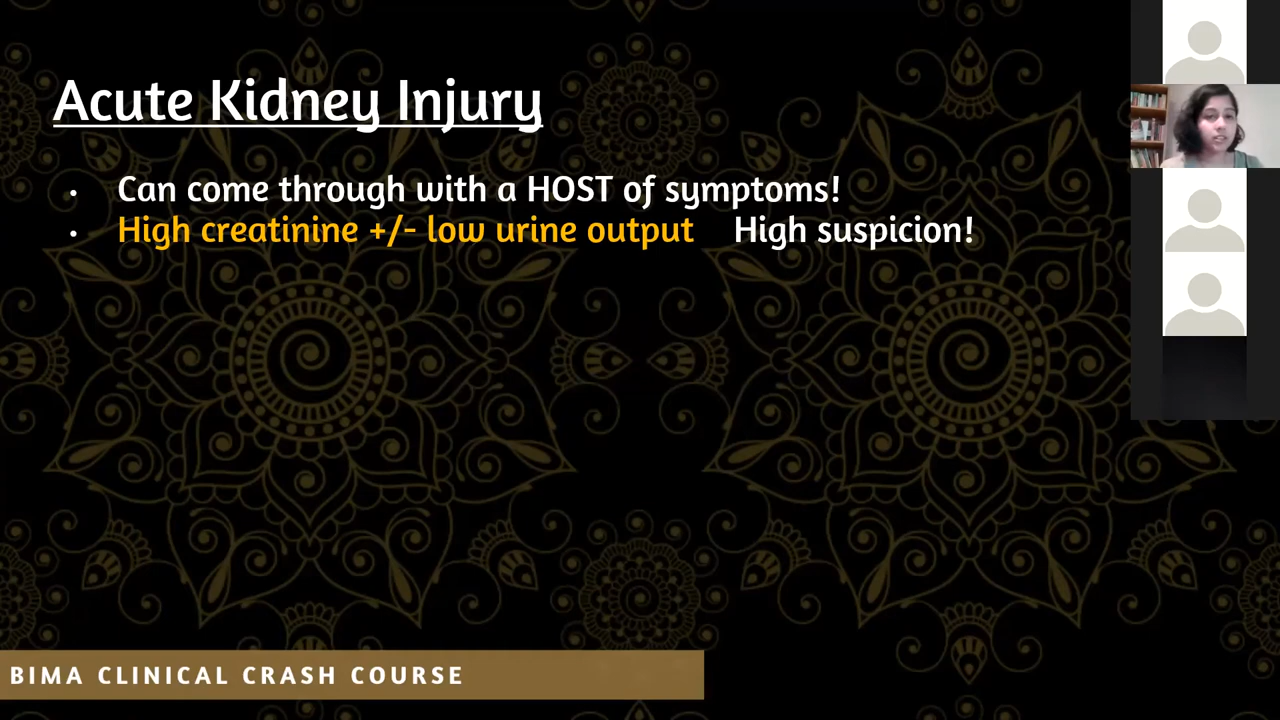 Acute Kidney Injury
• Can come through with a HOST of symptoms!
• High creatinine +/- low urine output High suspicion!
BIMA CLINICAL CRASH COURSE